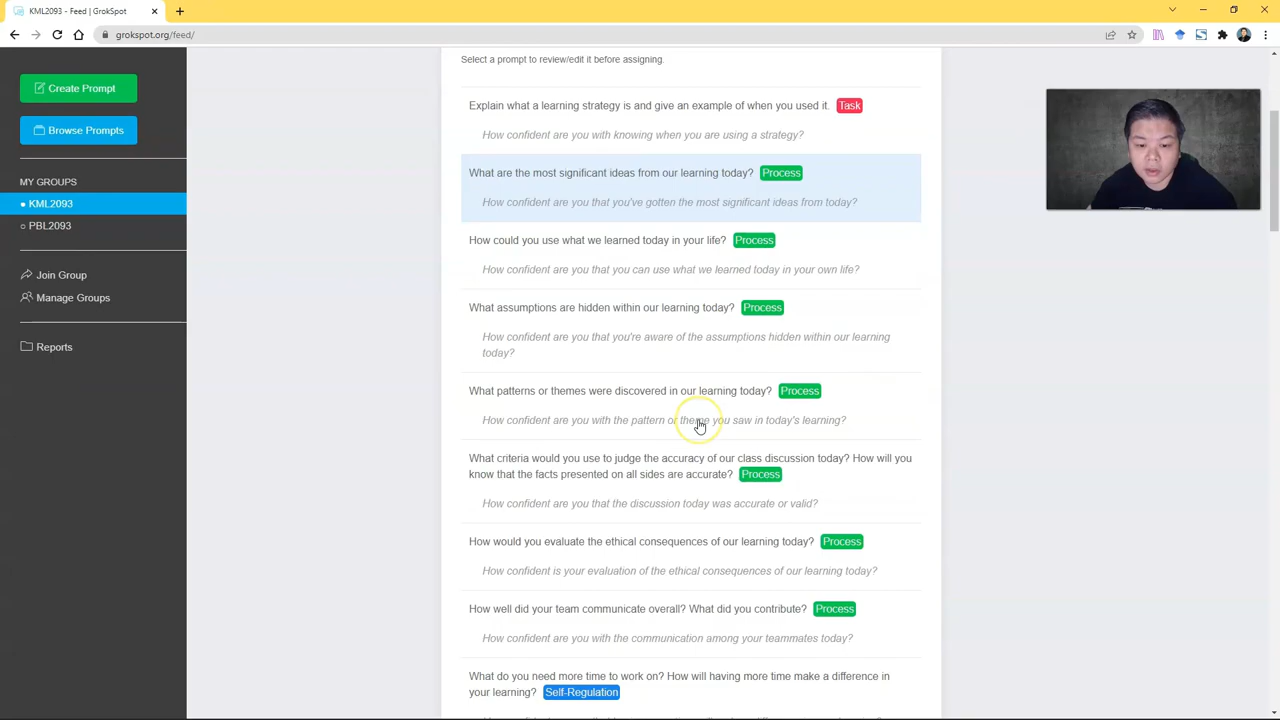 KML2093 - Feed | GrokSpot
grokspot.org/feed/
Create Prompt
Browse Prompts
MY GROUPS
KML2093
PBL2093
Join Group
Manage Groups
Reports
Select a prompt to review/edit it before assigning.
Explain what a learning strategy is and give an example of when you used it. Task
How confident are you with knowing when you are using a strategy?
What are the most significant ideas from our learning today? Process
How confident are you that you've gotten the most significant ideas from today?
How could you use what we learned today in your life? Process
How confident are you that you can use what we learned today in your own life?
What assumptions are hidden within our learning today? Process
How confident are you that you're aware of the assumptions hidden within our learning
today?
What patterns or themes were discovered in our learning today? Process
How confident are you with the pattern or theme you saw in today's learning?
What criteria would you use to judge the accuracy of our class discussion today? How will you
know that the facts presented on all sides are accurate? Process
How confident are you that the discussion today was accurate or valid?
How would you evaluate the ethical consequences of our learning today? Process
How confident is your evaluation of the ethical consequences of our learning today?
How well did your team communicate overall? What did you contribute? Process
How confident are you with the communication among your teammates today?
What do you need more time to work on? How will having more time make a difference in
your learning? Self-Regulation